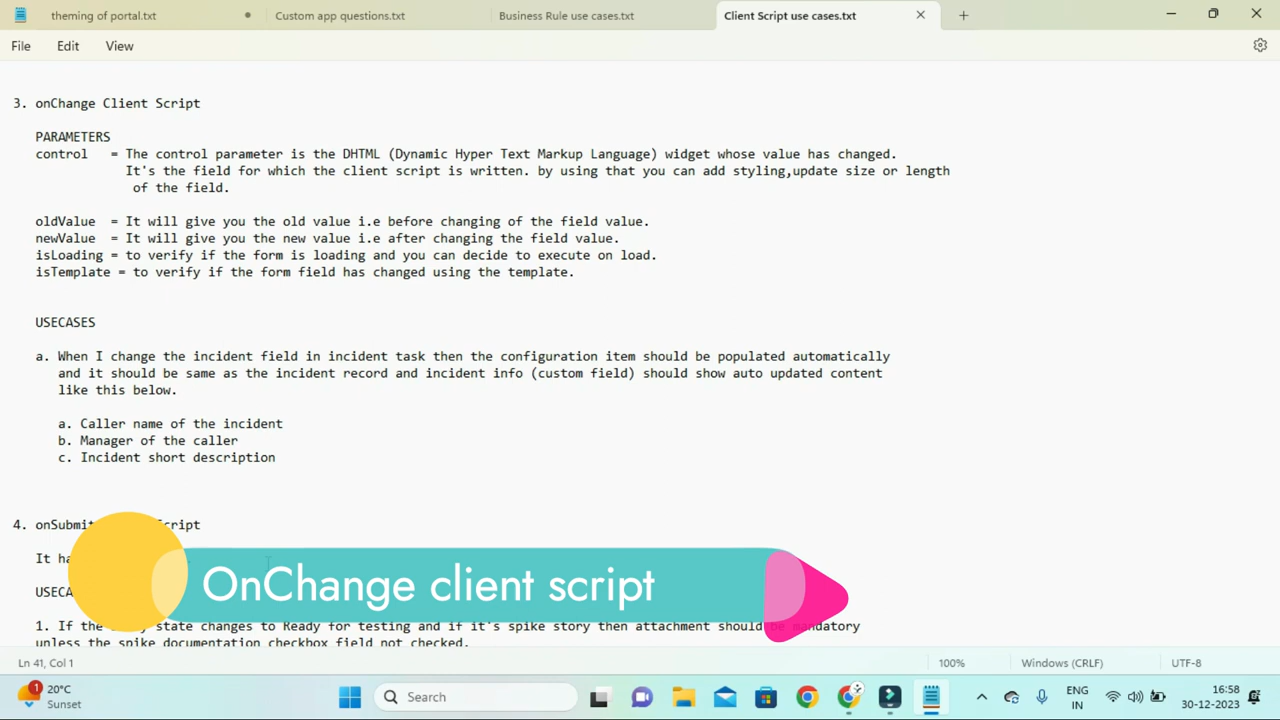 theming of portal.txt
Custom app questions.txt
Business Rule use cases.txt
Client Script use cases.txt
File Edit View
3. onChange Client Script
PARAMETERS
control = The control parameter is the DHTML (Dynamic Hyper Text Markup Language) widget whose value has changed.
It's the field for which the client script is written. by using that you can add styling,update size or length
of the field.
oldValue = It will give you the old value i.e before changing of the field value.
newValue = It will give you the new value i.e after changing the field value.
isLoading = to verify if the form is loading and you can decide to execute on load.
isTemplate = to verify if the form field has changed using the template.
USECASES
a. When I change the incident field in incident task then the configuration item should be populated automatically
and it should be same as the incident record and incident info (custom field) should show auto updated content
like this below.
a. Caller name of the incident
b. Manager of the caller
c. Incident short description
4. onSubmit Script
It
OnChange client script
1. If the state changes to Ready for testing and if it's spike story then attachment should be mandatory
unless the spike documentation checkbox field not checked.
Ln 41, Col 1
100%
Windows (CRLF)
UTF-8
1
20°C
Sunset
Search
ENG
IN
16:58
30-12-2023